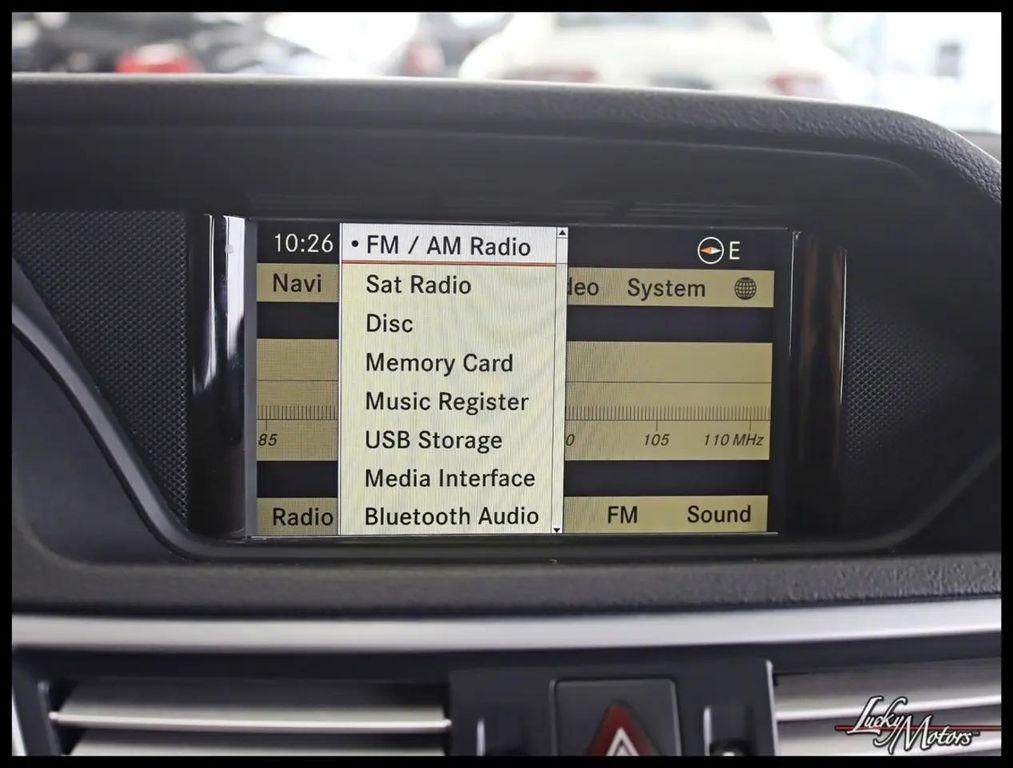 10:26
E
• FM / AM Radio
Sat Radio
Disc
Memory Card
Music Register
USB Storage
Media Interface
Bluetooth Audio
Navi
deo System
85
0 105 110 MHz
Radio
FM Sound
Lucky Motors